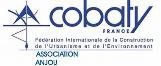 cobaty
FRANCE
Fédération Internationale de la Construction
de l'Urbanisme et de l'Environnement
ASSOCIATION
ANJOU